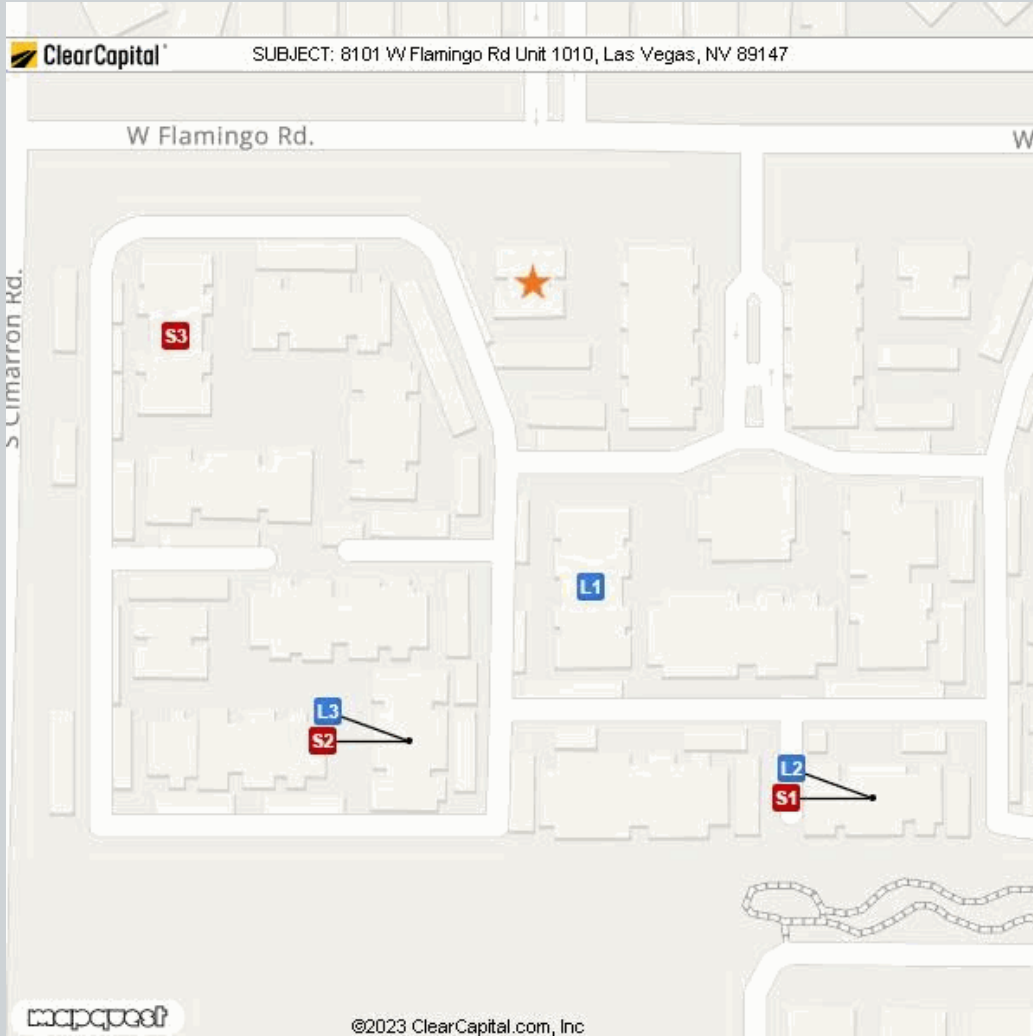 ClearCapital
SUBJECT: 8101 W Flamingo Rd Unit 1010, Las Vegas, NV 89147
W Flamingo Rd.
W
S Cimarron Rd.
S3
L1
L3
S2
L2
S1
mapquest
©2023 ClearCapital.com, Inc